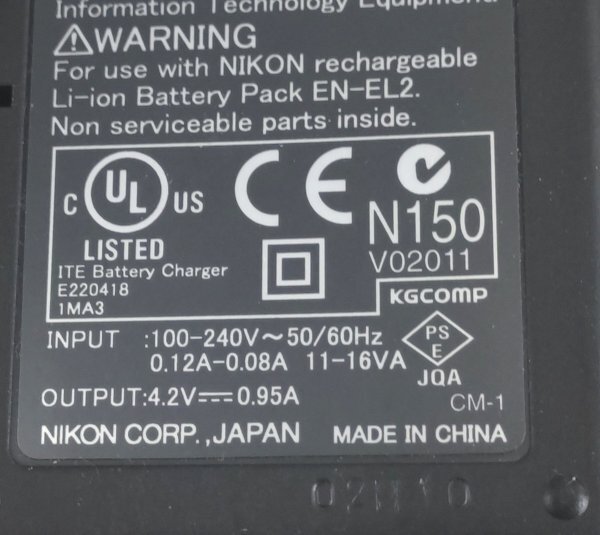 Information Technology Equipment
WARNING
For use with NIKON rechargeable
Li-ion Battery Pack EN-EL2.
Non serviceable parts inside.
C UL US
LISTED
ITE Battery Charger
E220418
1MA3
CE
N150
V02011
KGCOMP
INPUT :100-240V~50/60Hz
0.12A-0.08A 11-16VA
PS
E
JQA
OUTPUT:4.2V⎓0.95A
CM-1
NIKON CORP.,JAPAN MADE IN CHINA